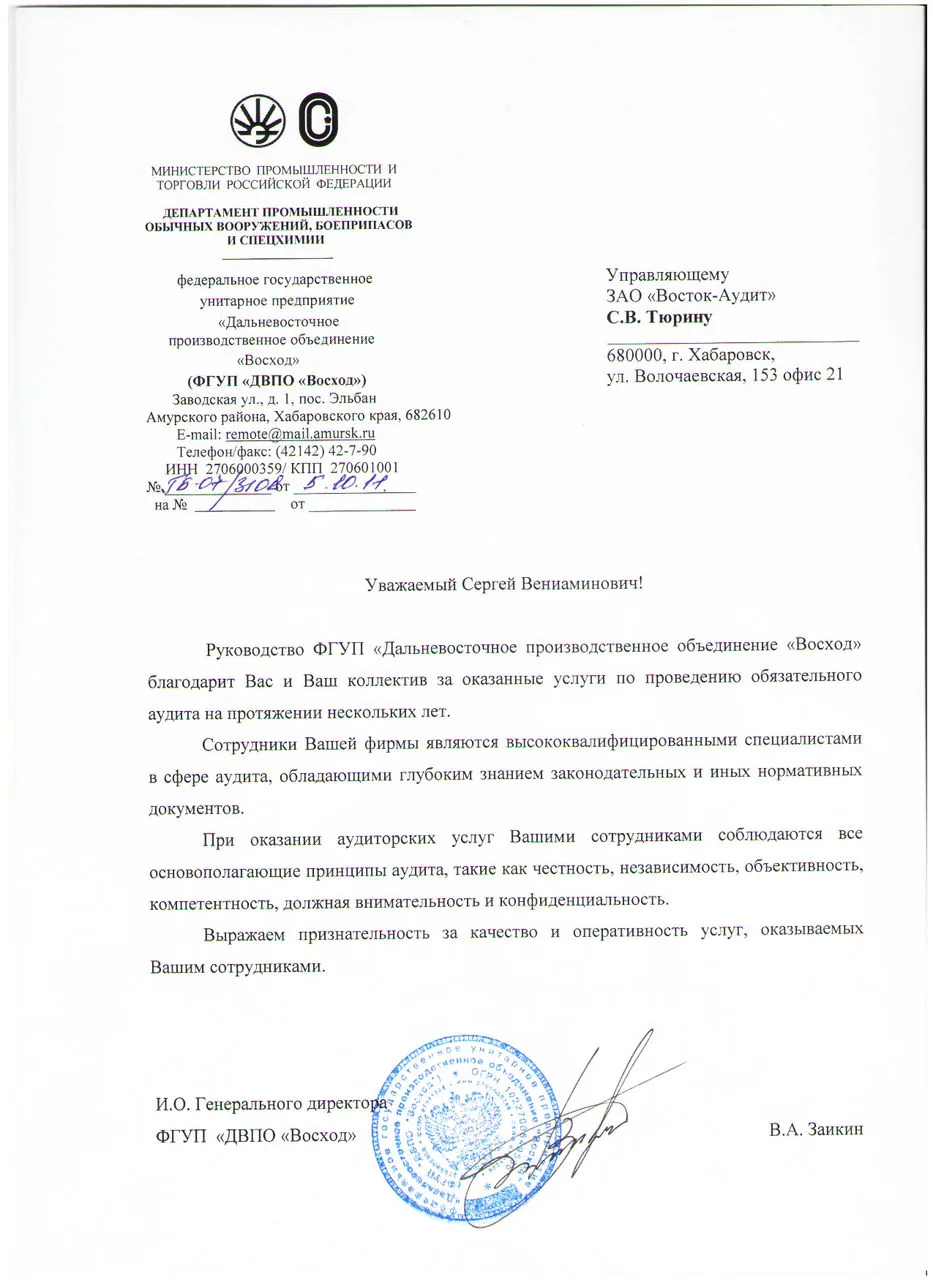 МИНИСТЕРСТВО ПРОМЫШЛЕННОСТИ И
ТОРГОВЛИ РОССИЙСКОЙ ФЕДЕРАЦИИ
ДЕПАРТАМЕНТ ПРОМЫШЛЕННОСТИ
ОБЫЧНЫХ ВООРУЖЕНИЙ, БОЕПРИПАСОВ
И СПЕЦХИМИИ
федеральное государственное
унитарное предприятие
«Дальневосточное
производственное объединение
«Восход»
(ФГУП «ДВПО «Восход»)
Заводская ул., д. 1, пос. Эльбан
Амурского района, Хабаровского края, 682610
E-mail: remote@mail.amursk.ru
Телефон/факс: (42142) 42-7-90
ИНН 2706000359/ КПП 270601001
№ от 5.10.11.
на № от
Управляющему
ЗАО «Восток-Аудит»
С.В. Тюрину
680000, г. Хабаровск,
ул. Волочаевская, 153 офис 21
Уважаемый Сергей Вениаминович!
Руководство ФГУП «Дальневосточное производственное объединение «Восход»
благодарит Вас и Ваш коллектив за оказанные услуги по проведению обязательного
аудита на протяжении нескольких лет.
Сотрудники Вашей фирмы являются высококвалифицированными специалистами
в сфере аудита, обладающими глубоким знанием законодательных и иных нормативных
документов.
При оказании аудиторских услуг Вашими сотрудниками соблюдаются все
основополагающие принципы аудита, такие как честность, независимость, объективность,
компетентность, должная внимательность и конфиденциальность.
Выражаем признательность за качество и оперативность услуг, оказываемых
Вашим сотрудниками.
И.О. Генерального директора
ФГУП «ДВПО «Восход»
В.А. Заикин